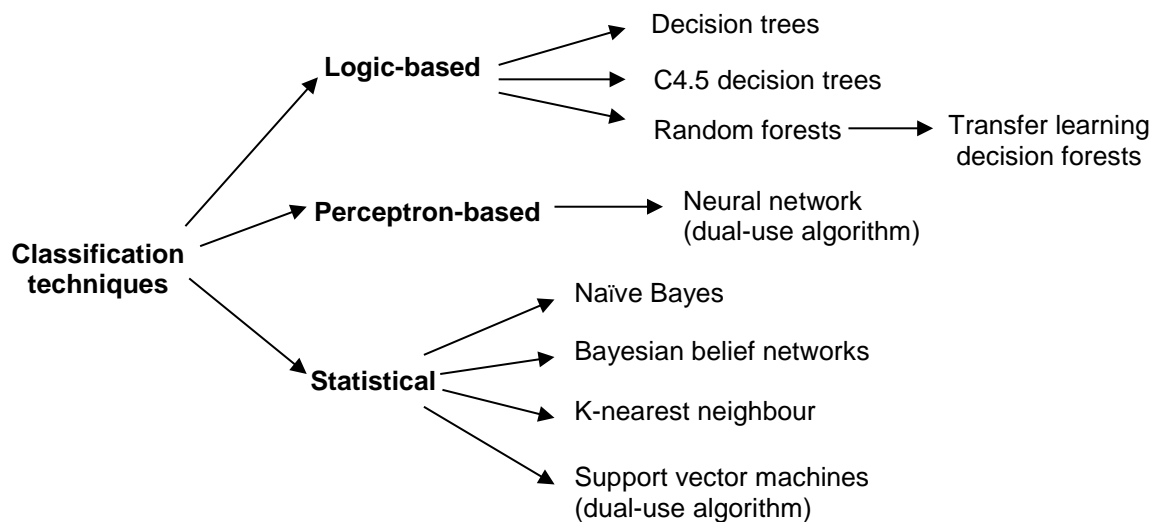 Decision trees
Logic-based
C4.5 decision trees
Random forests
Transfer learning
decision forests
Perceptron-based
Neural network
(dual-use algorithm)
Classification
techniques
Naïve Bayes
Bayesian belief networks
Statistical
K-nearest neighbour
Support vector machines
(dual-use algorithm)